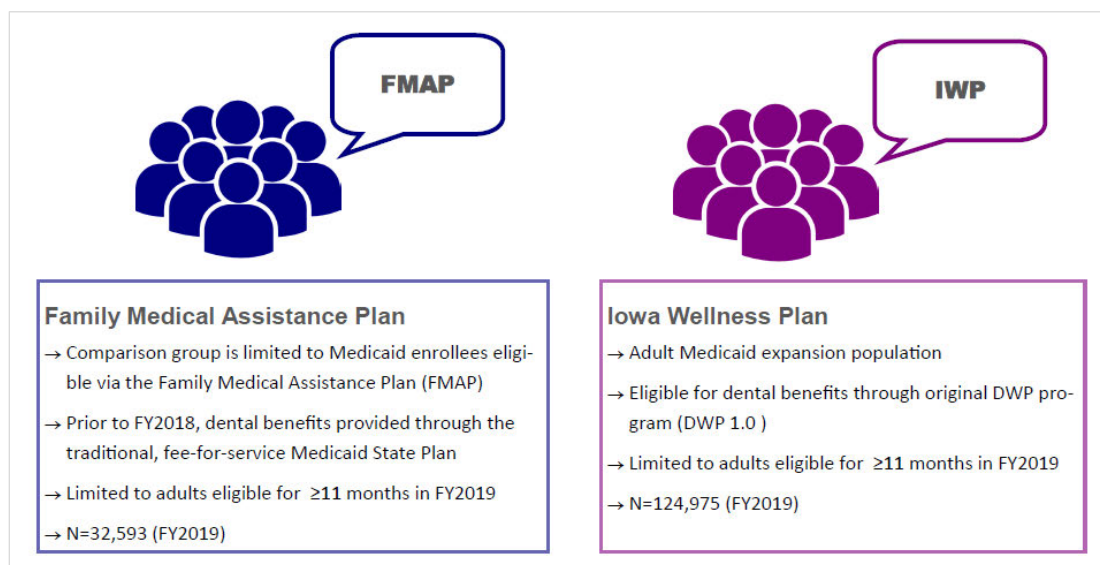 FMAP
IWP
Family Medical Assistance Plan
→ Comparison group is limited to Medicaid enrollees eligi-
ble via the Family Medical Assistance Plan (FMAP)
→ Prior to FY2018, dental benefits provided through the
traditional, fee-for-service Medicaid State Plan
→ Limited to adults eligible for ≥11 months in FY2019
→ N=32,593 (FY2019)
Iowa Wellness Plan
→ Adult Medicaid expansion population
→ Eligible for dental benefits through original DWP pro-
gram (DWP 1.0 )
→ Limited to adults eligible for ≥11 months in FY2019
→ N=124,975 (FY2019)